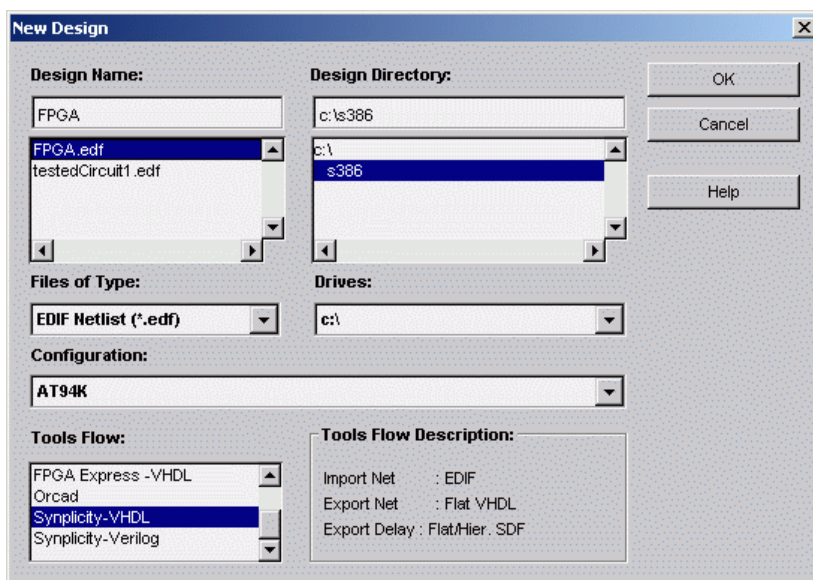 New Design
Design Name:
Design Directory:
OK
FPGA
c:\s386
Cancel
FPGA.edf
testedCircuit1.edf
c:\
s386
Help
Files of Type:
Drives:
EDIF Netlist (*.edf)
c:\
Configuration:
AT94K
Tools Flow:
Tools Flow Description:
FPGA Express -VHDL
Orcad
Synplicity-VHDL
Synplicity-Verilog
Import Net : EDIF
Export Net : Flat VHDL
Export Delay : Flat/Hier. SDF